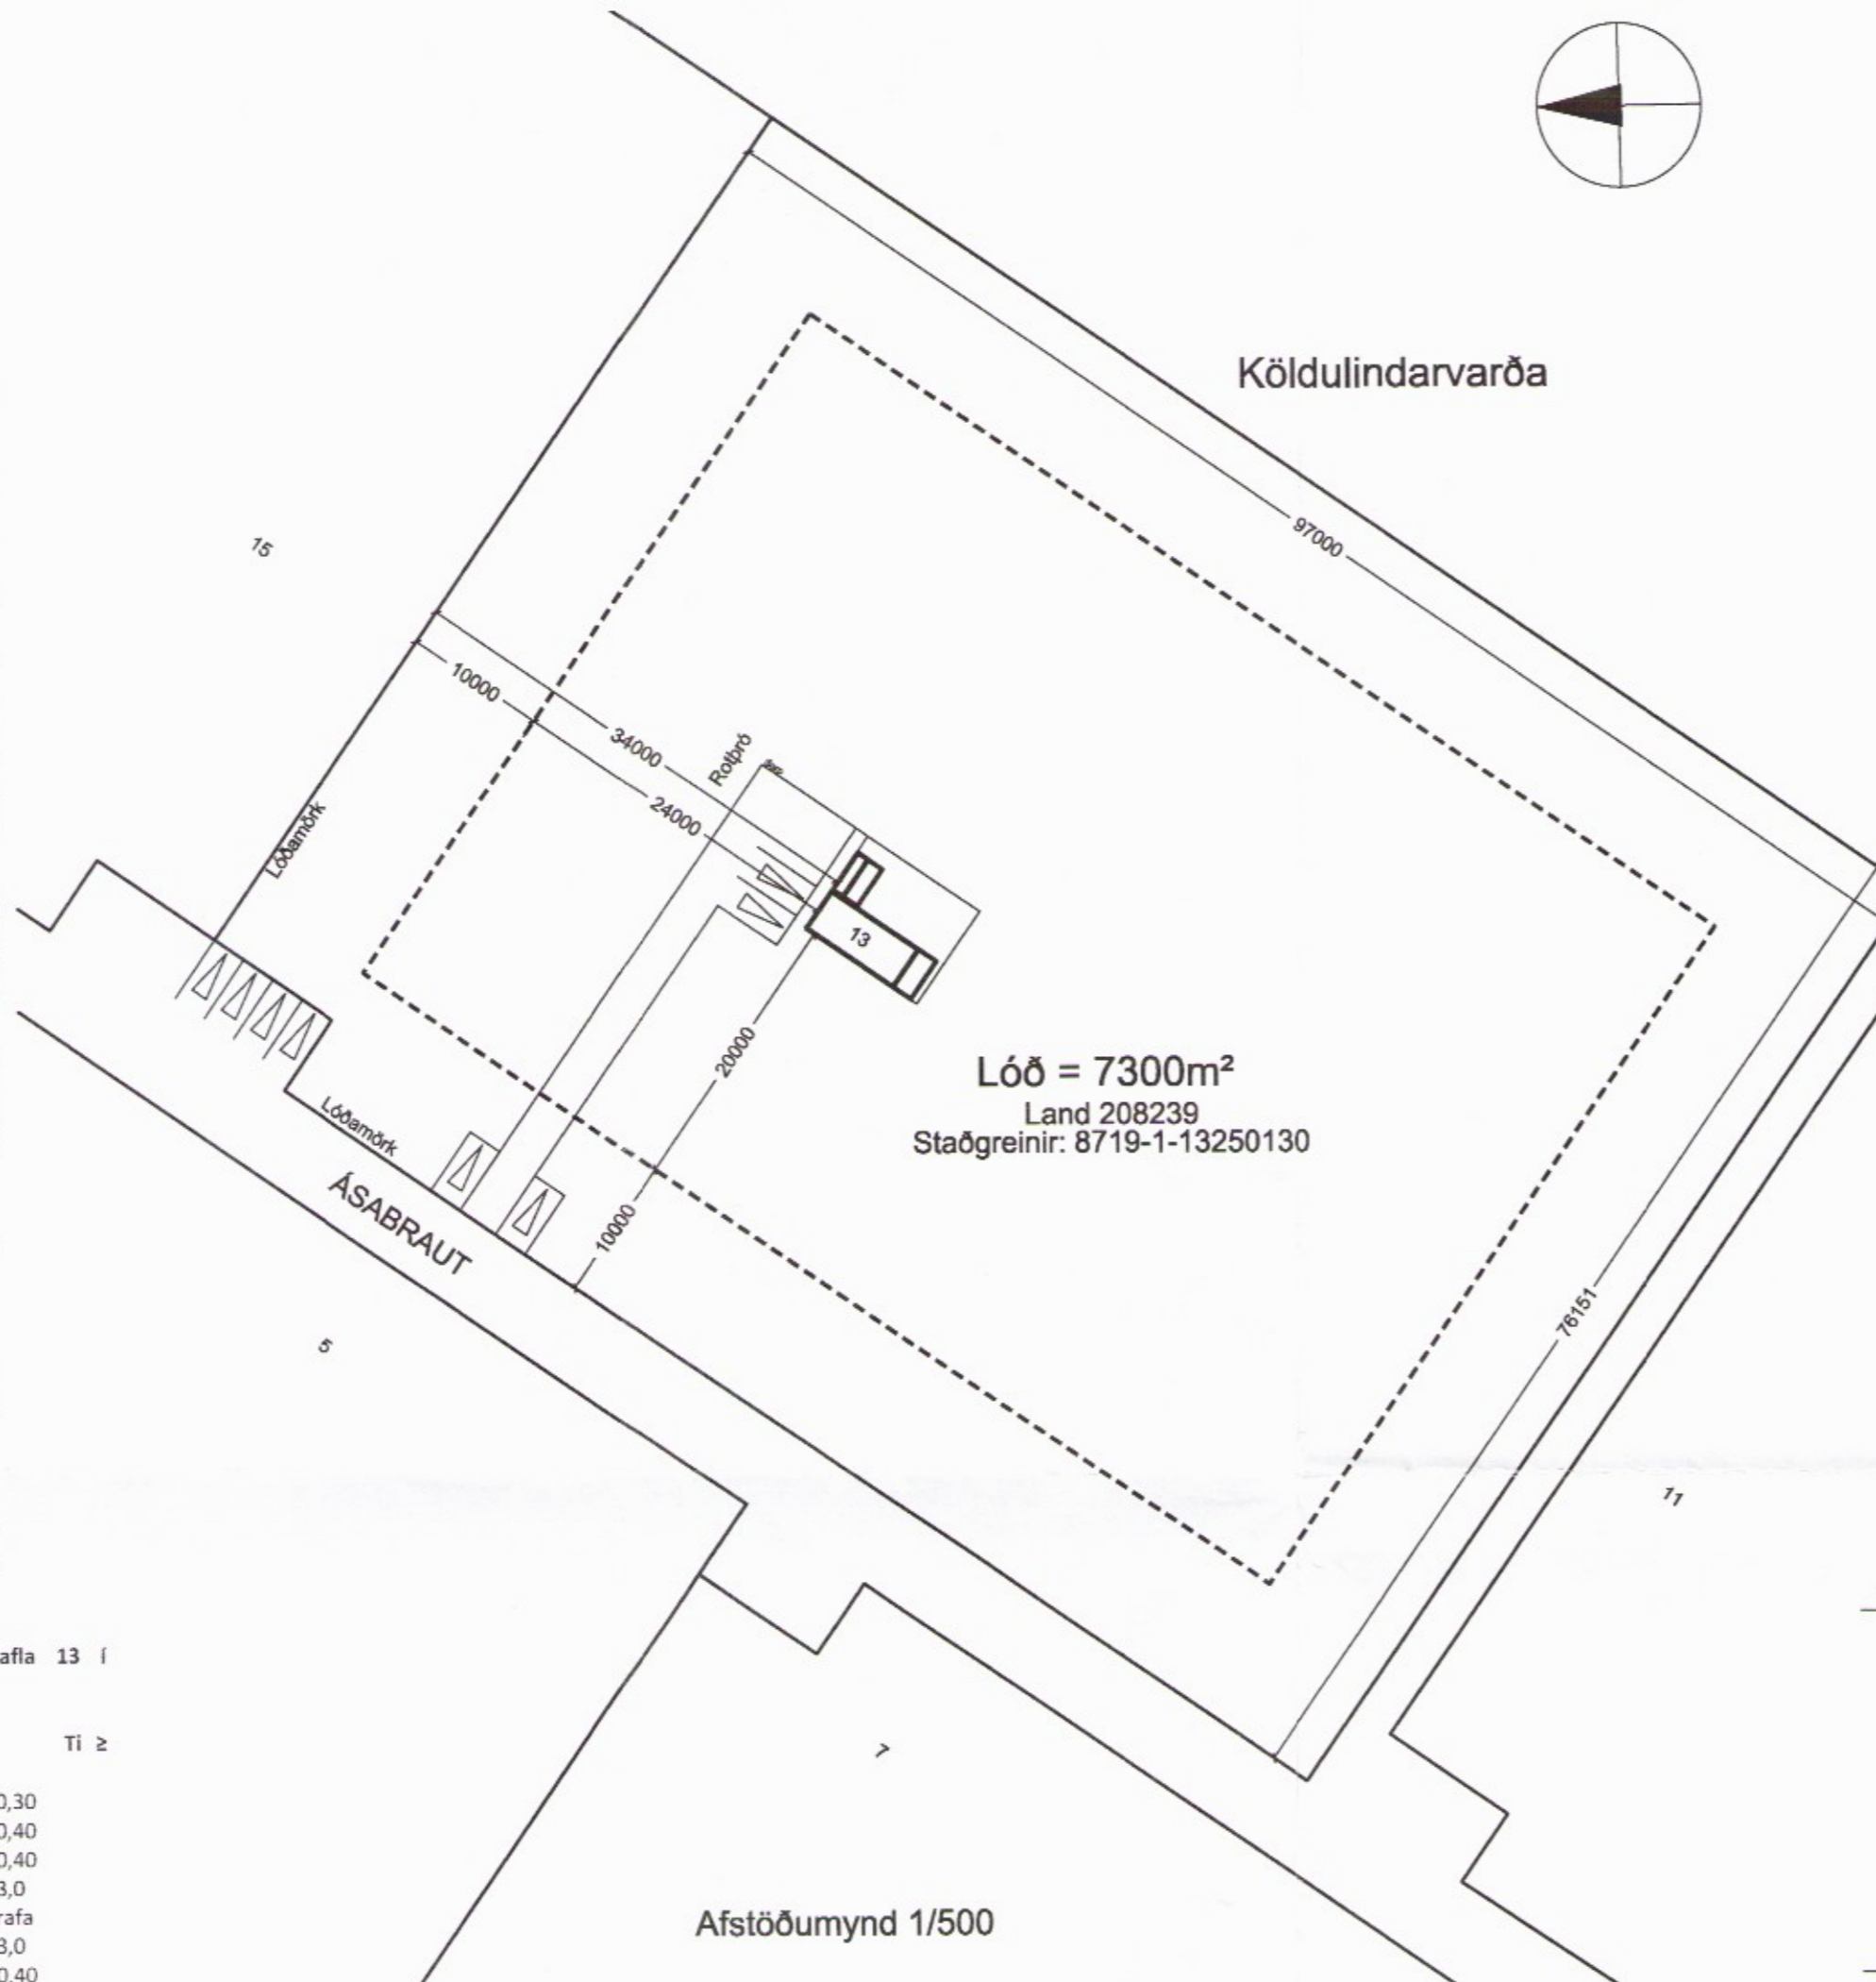 Köldulindarvarða
97000
15
10000
34000
24000
Rotþró
Lóðamörk
13
20000
Lóð = 7300m²
Land 208239
Staðgreinir: 8719-1-13250130
Lóðamörk
ÁSABRAUT
10000
76151
5
11
7
afla 13 í
Ti ≥
0,30
0,40
0,40
3,0
rafa
3,0
0,40
Afstöðumynd 1/500